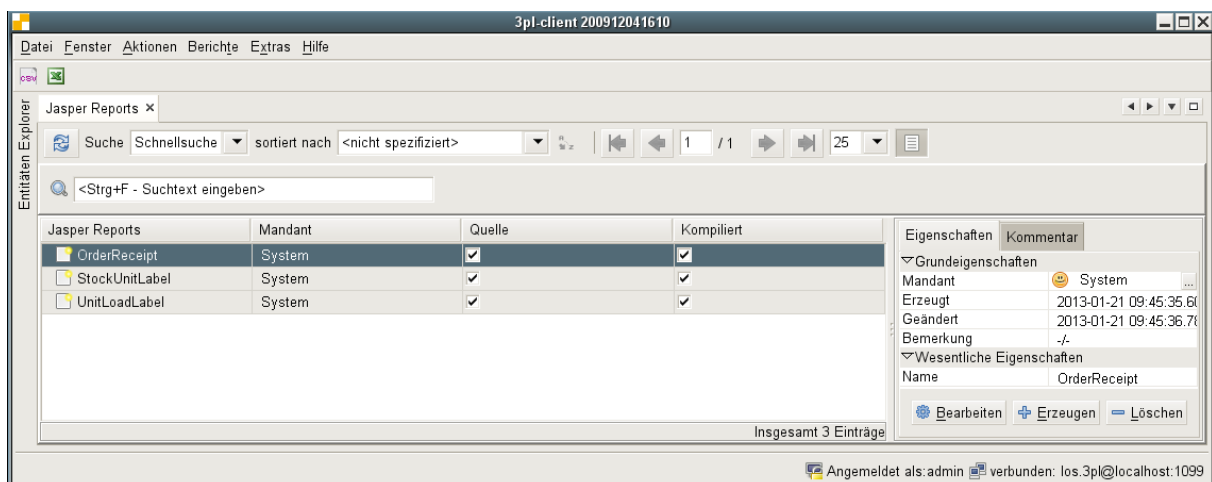 3pl-client 200912041610
Datei Fenster Aktionen Berichte Extras Hilfe
csv
Entitäten Explorer
Jasper Reports
Suche Schnellsuche sortiert nach <nicht spezifiziert> 1 / 1 25
<Strg+F - Suchtext eingeben>
Jasper Reports Mandant Quelle Kompiliert
OrderReceipt System
StockUnitLabel System
UnitLoadLabel System
Insgesamt 3 Einträge
Eigenschaften Kommentar
Grundeigenschaften
Mandant System ...
Erzeugt 2013-01-21 09:45:35.60
Geändert 2013-01-21 09:45:36.78
Bemerkung -/-
Wesentliche Eigenschaften
Name OrderReceipt
Bearbeiten Erzeugen Löschen
Angemeldet als: admin verbunden: los.3pl@localhost:1099